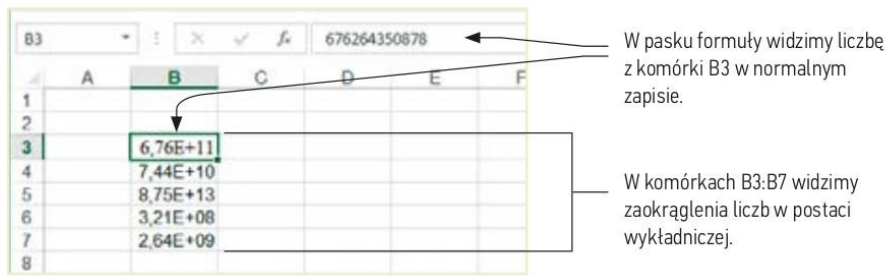 B3 fx 676264350878
A B C D E F
1
2
3 6,76E+11
4 7,44E+10
5 8,75E+13
6 3,21E+08
7 2,64E+09
8
W pasku formuły widzimy liczbę
z komórki B3 w normalnym
zapisie.
W komórkach B3:B7 widzimy
zaokrąglenia liczb w postaci
wykładniczej.